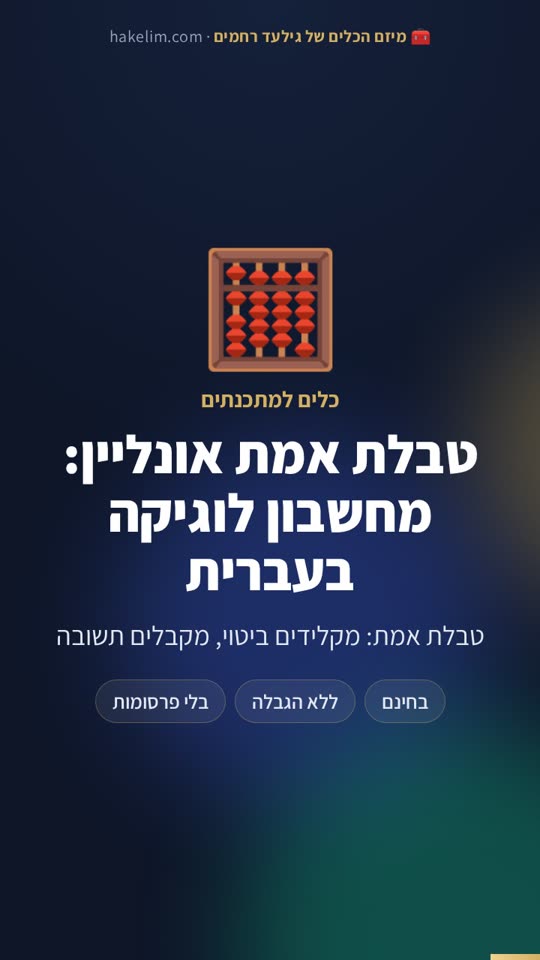 🧰 מיזם הכלים של גילעד רחמים · hakelim.com
כלים למתכנתים
טבלת אמת אונליין:
מחשבון לוגיקה
בעברית
טבלת אמת: מקלידים ביטוי, מקבלים תשובה
בחינם
ללא הגבלה
בלי פרסומות